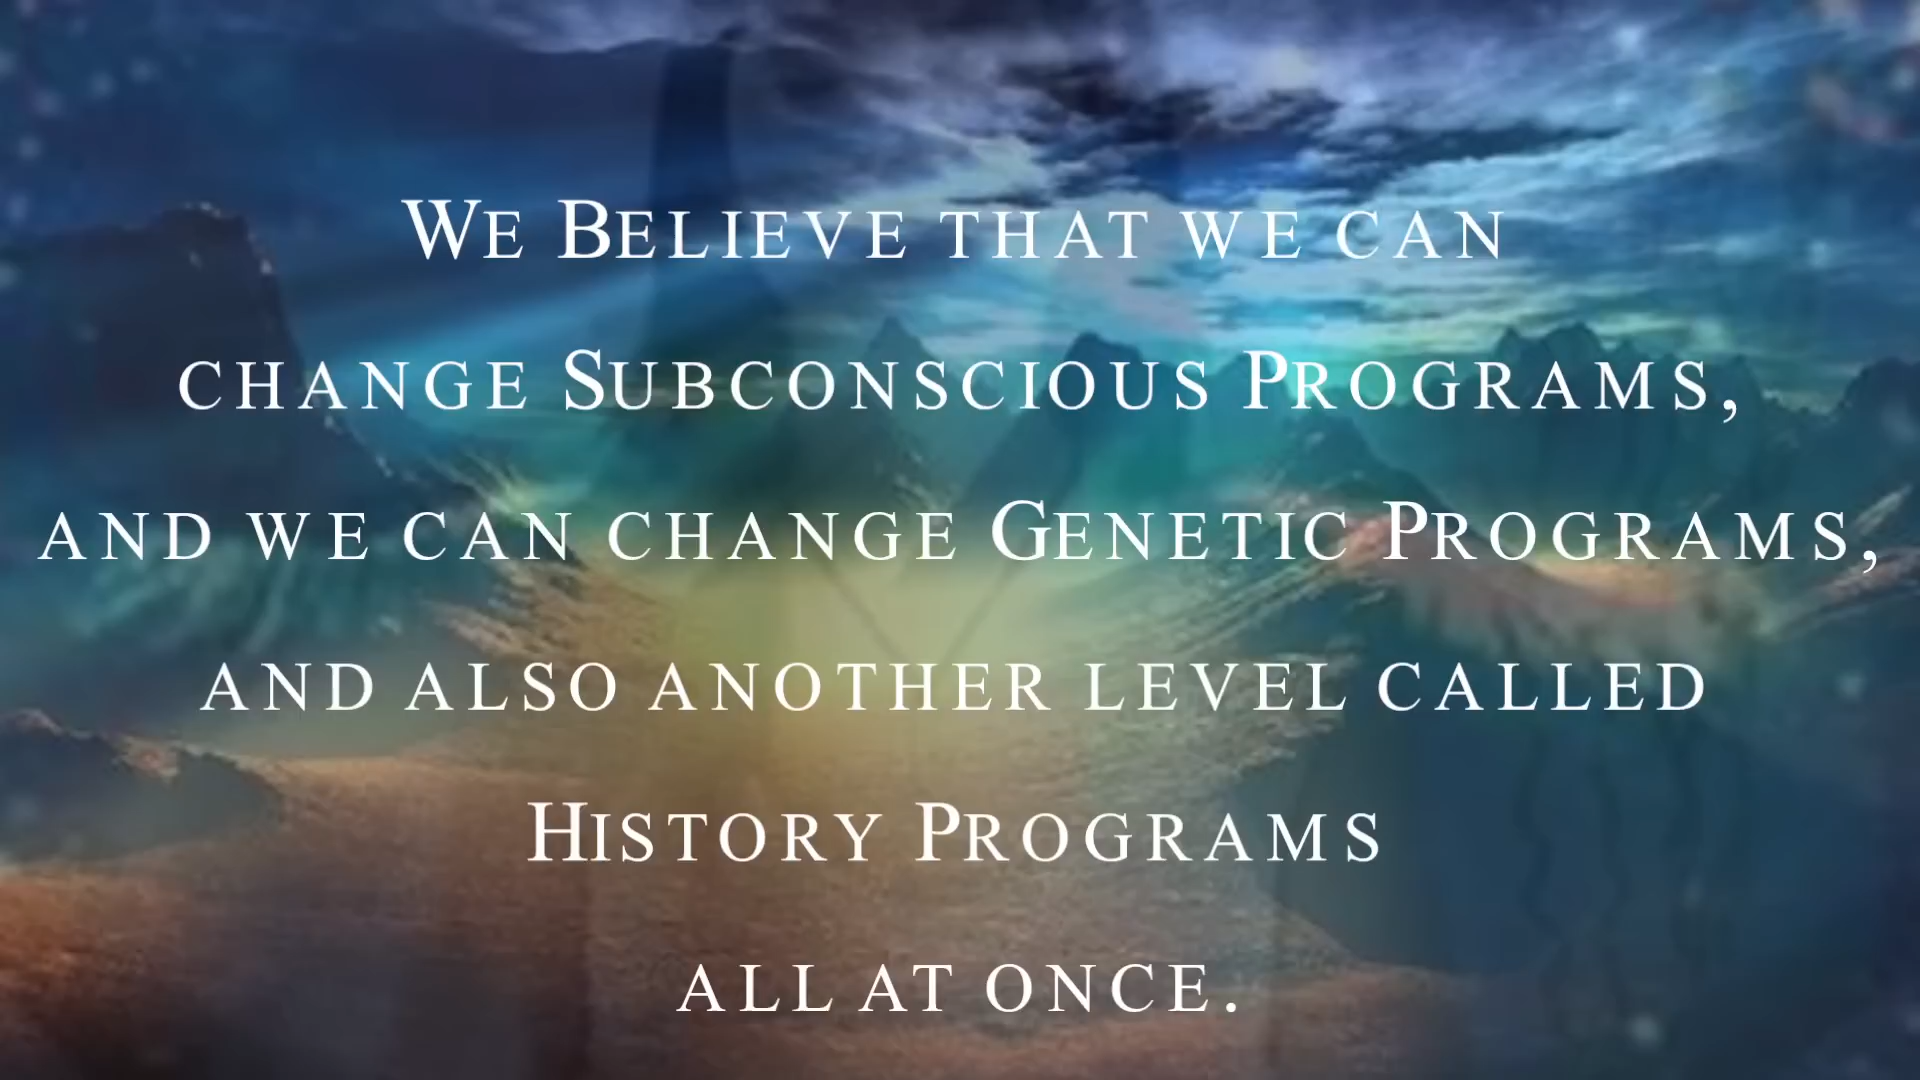 We Believe that we can
change Subconscious Programs,
and we can change Genetic Programs,
and also another level called
History Programs
all at once.